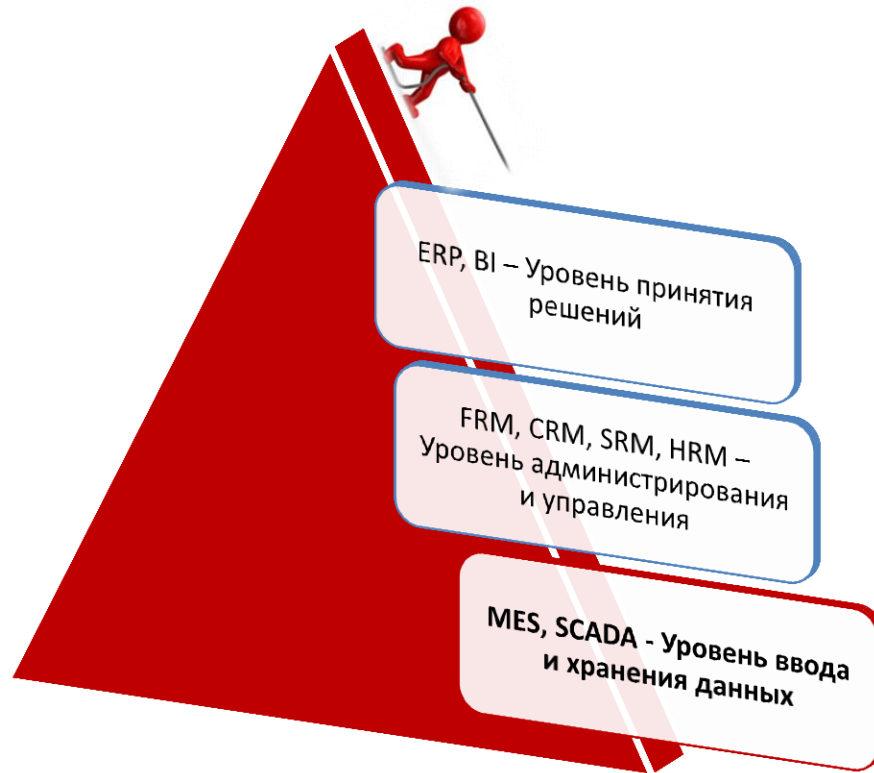 ERP, BI – Уровень принятия
решений
FRM, CRM, SRM, HRM –
Уровень администрирования
и управления
MES, SCADA - Уровень ввода
и хранения данных